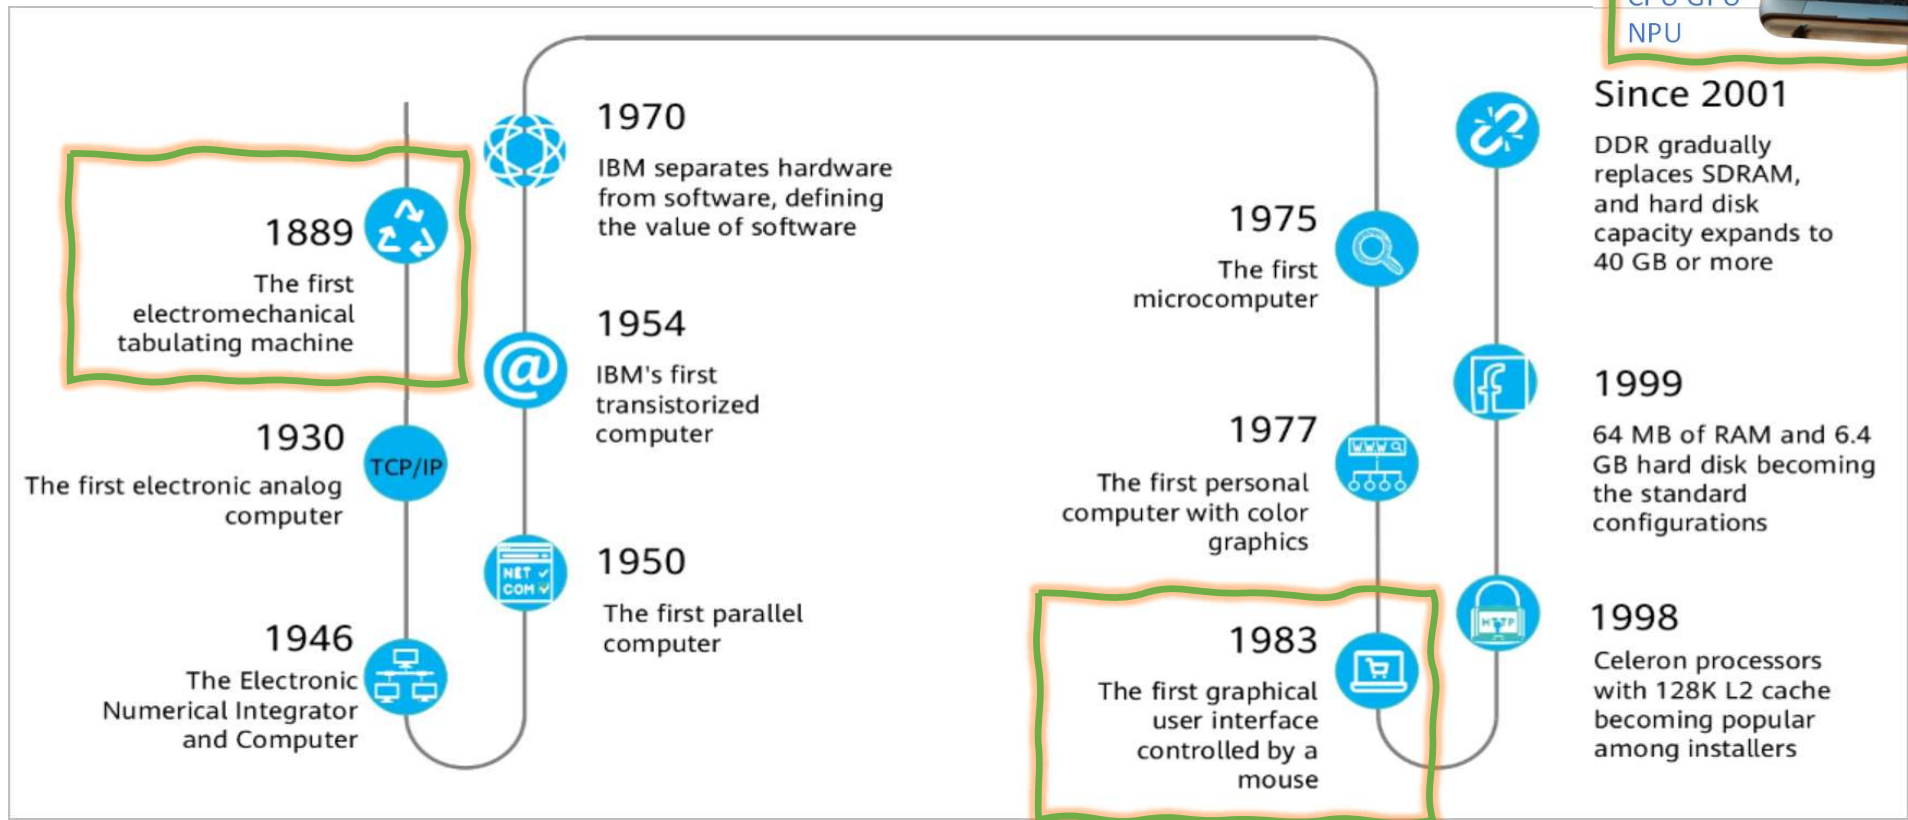 CPU GPU
NPU
1889
The first
electromechanical
tabulating machine
1930
TCP/IP
The first electronic analog
computer
1946
The Electronic
Numerical Integrator
and Computer
1950
NET
COM
The first parallel
computer
1954
@
IBM's first
transistorized
computer
1970
IBM separates hardware
from software, defining
the value of software
1975
The first
microcomputer
1977
WWW
The first personal
computer with color
graphics
1983
The first graphical
user interface
controlled by a
mouse
1998
HTTP
Celeron processors
with 128K L2 cache
becoming popular
among installers
1999
f
64 MB of RAM and 6.4
GB hard disk becoming
the standard
configurations
Since 2001
DDR gradually
replaces SDRAM,
and hard disk
capacity expands to
40 GB or more